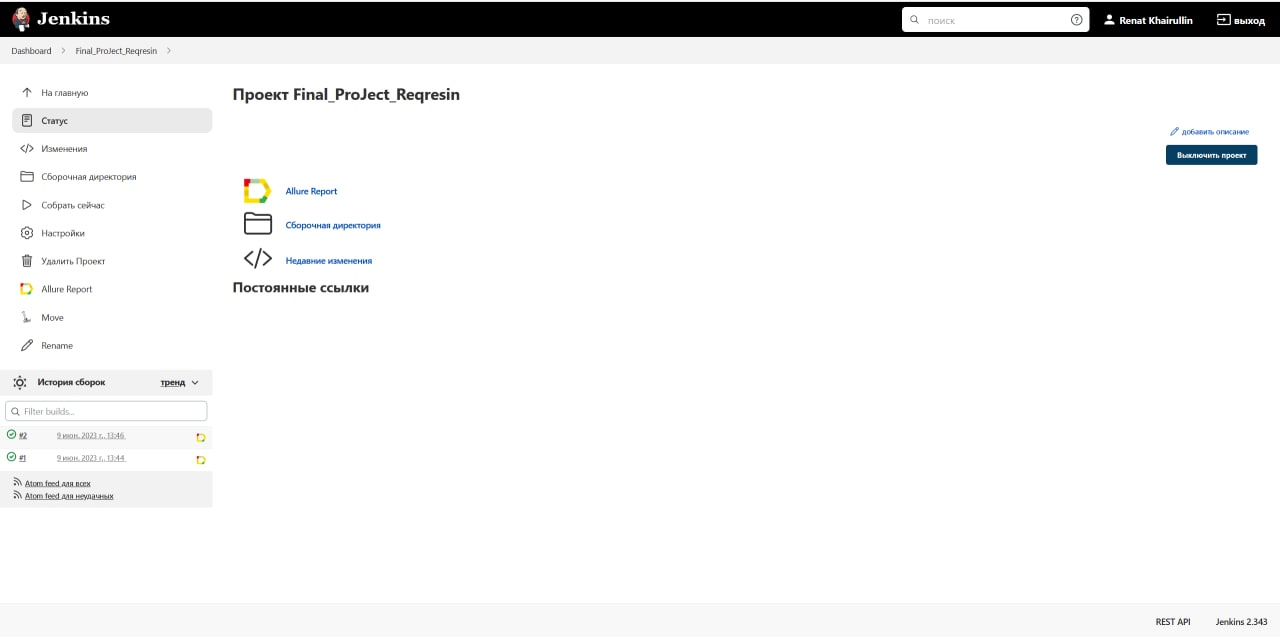 Jenkins
поиск
Renat Khairullin
выход
Dashboard
Final_ProJect_Reqresin
На главную
Статус
Изменения
Сборочная директория
Собрать сейчас
Настройки
Удалить Проект
Allure Report
Move
Rename
История сборок
тренд
Filter builds...
#2 9 июн. 2023 г., 13:46
#1 9 июн. 2023 г., 13:44
Atom feed для всех
Atom feed для неудачных
Проект Final_ProJect_Reqresin
добавить описание
Выключить проект
Allure Report
Сборочная директория
Недавние изменения
Постоянные ссылки
REST API
Jenkins 2.343